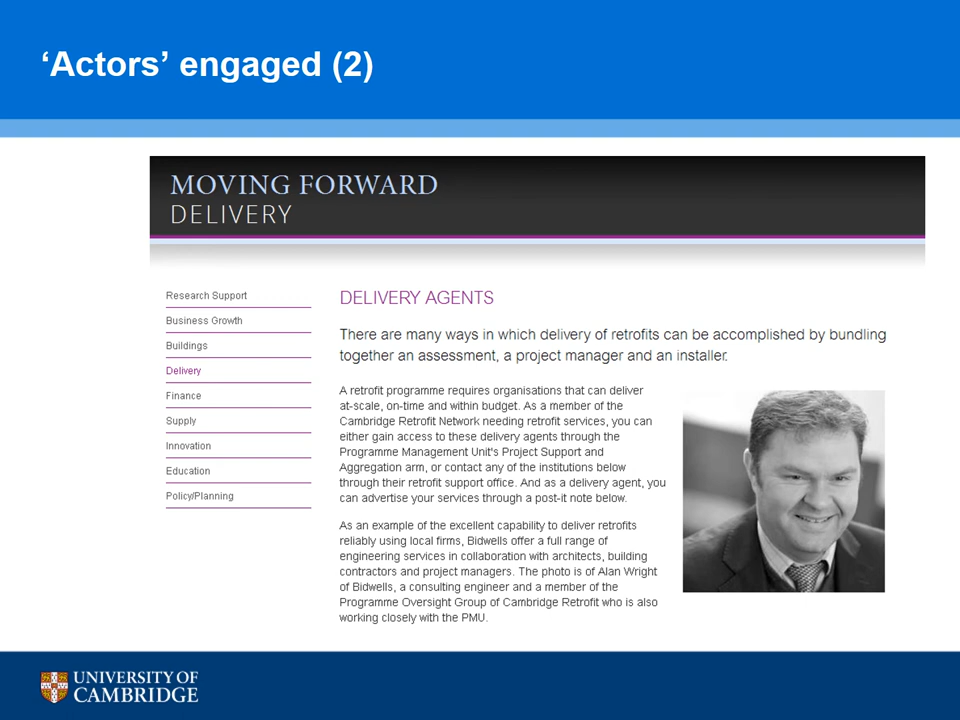 ‘Actors’ engaged (2)
MOVING FORWARD
DELIVERY
Research Support
Business Growth
Buildings
Delivery
Finance
Supply
Innovation
Education
Policy/Planning
DELIVERY AGENTS
There are many ways in which delivery of retrofits can be accomplished by bundling
together an assessment, a project manager and an installer.
A retrofit programme requires organisations that can deliver
at-scale, on-time and within budget. As a member of the
Cambridge Retrofit Network needing retrofit services, you can
either gain access to these delivery agents through the
Programme Management Unit's Project Support and
Aggregation arm, or contact any of the institutions below
through their retrofit support office. And as a delivery agent, you
can advertise your services through a post-it note below.
As an example of the excellent capability to deliver retrofits
reliably using local firms, Bidwells offer a full range of
engineering services in collaboration with architects, building
contractors and project managers. The photo is of Alan Wright
of Bidwells, a consulting engineer and a member of the
Programme Oversight Group of Cambridge Retrofit who is also
working closely with the PMU.
UNIVERSITY OF
CAMBRIDGE